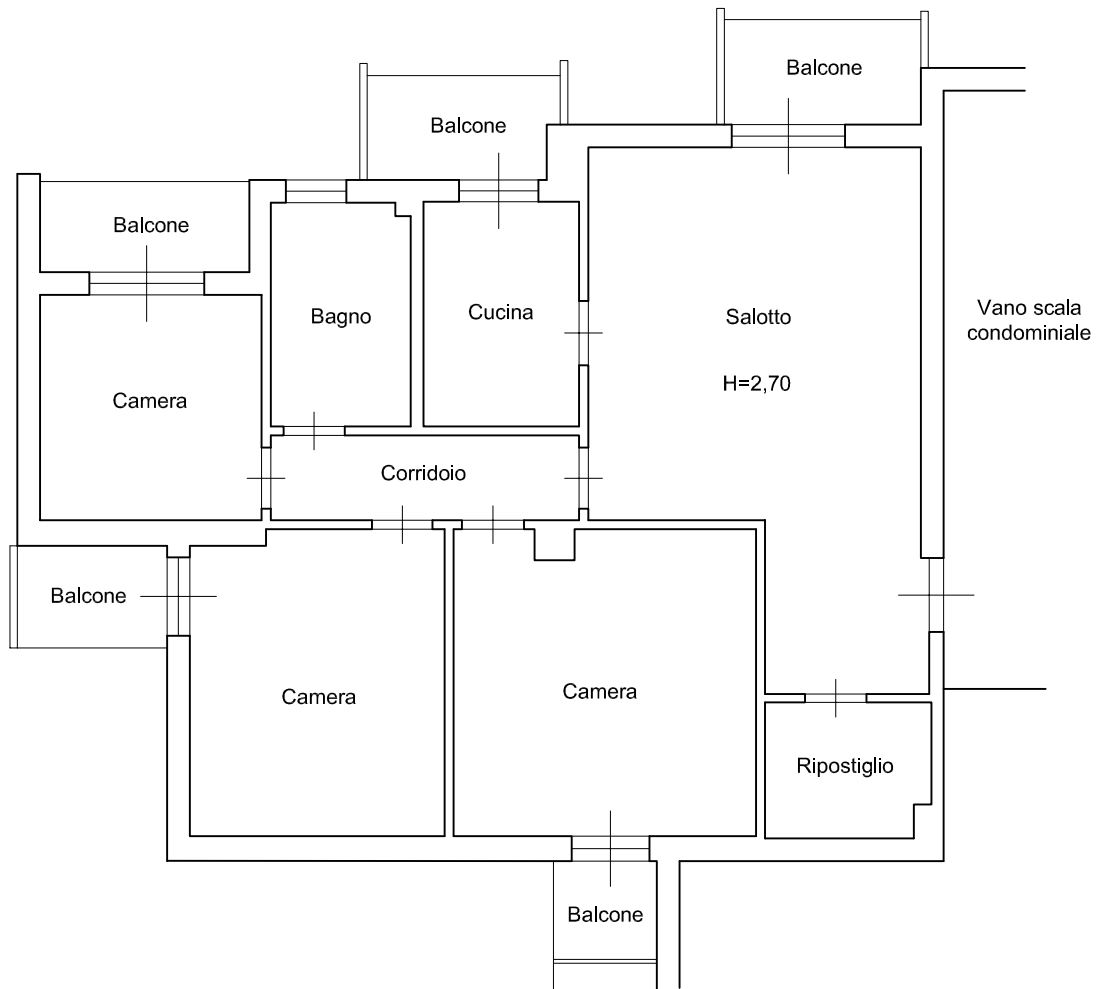 Balcone
Balcone
Balcone
Bagno
Cucina
Salotto
Vano scala
condominiale
H=2,70
Camera
Corridoio
Balcone
Camera
Camera
Ripostiglio
Balcone